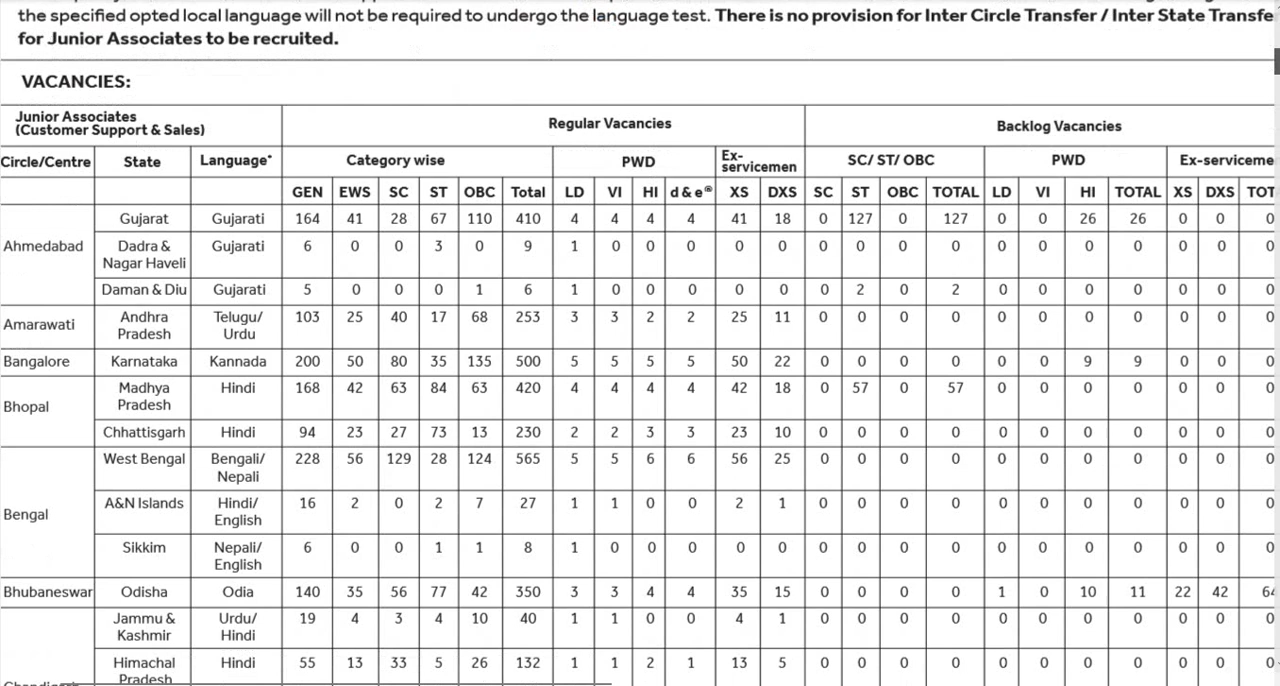 the specified opted local language will not be required to undergo the language test. There is no provision for Inter Circle Transfer / Inter State Transfe
for Junior Associates to be recruited.
VACANCIES:
Junior Associates
(Customer Support & Sales)
Regular Vacancies
Backlog Vacancies
Circle/Centre State Language* Category wise PWD Ex-servicemen SC/ ST/ OBC PWD Ex-serviceme
GEN EWS SC ST OBC Total LD VI HI d & e@ XS DXS SC ST OBC TOTAL LD VI HI TOTAL XS DXS TOT
Ahmedabad
Gujarat Gujarati 164 41 28 67 110 410 4 4 4 4 41 18 0 127 0 127 0 0 26 26 0 0 0
Dadra & Nagar Haveli Gujarati 6 0 0 3 0 9 1 0 0 0 0 0 0 0 0 0 0 0 0 0 0 0 0
Daman & Diu Gujarati 5 0 0 0 1 6 1 0 0 0 0 0 0 2 0 2 0 0 0 0 0 0 0
Amarawati Andhra Pradesh Telugu/ Urdu 103 25 40 17 68 253 3 3 2 2 25 11 0 0 0 0 0 0 0 0 0 0 0
Bangalore Karnataka Kannada 200 50 80 35 135 500 5 5 5 5 50 22 0 0 0 0 0 0 9 9 0 0 0
Bhopal
Madhya Pradesh Hindi 168 42 63 84 63 420 4 4 4 4 42 18 0 57 0 57 0 0 0 0 0 0 0
Chhattisgarh Hindi 94 23 27 73 13 230 2 2 3 3 23 10 0 0 0 0 0 0 0 0 0 0 0
Bengal
West Bengal Bengali/ Nepali 228 56 129 28 124 565 5 5 6 6 56 25 0 0 0 0 0 0 0 0 0 0 0
A&N Islands Hindi/ English 16 2 0 2 7 27 1 1 0 0 2 1 0 0 0 0 0 0 0 0 0 0 0
Sikkim Nepali/ English 6 0 0 1 1 8 1 0 0 0 0 0 0 0 0 0 0 0 0 0 0 0 0
Bhubaneswar Odisha Odia 140 35 56 77 42 350 3 3 4 4 35 15 0 0 0 0 1 0 10 11 22 42 64
Jammu & Kashmir Urdu/ Hindi 19 4 3 4 10 40 1 1 0 0 4 1 0 0 0 0 0 0 0 0 0 0 0
Himachal Pradesh Hindi 55 13 33 5 26 132 1 1 2 1 13 5 0 0 0 0 0 0 0 0 0 0 0